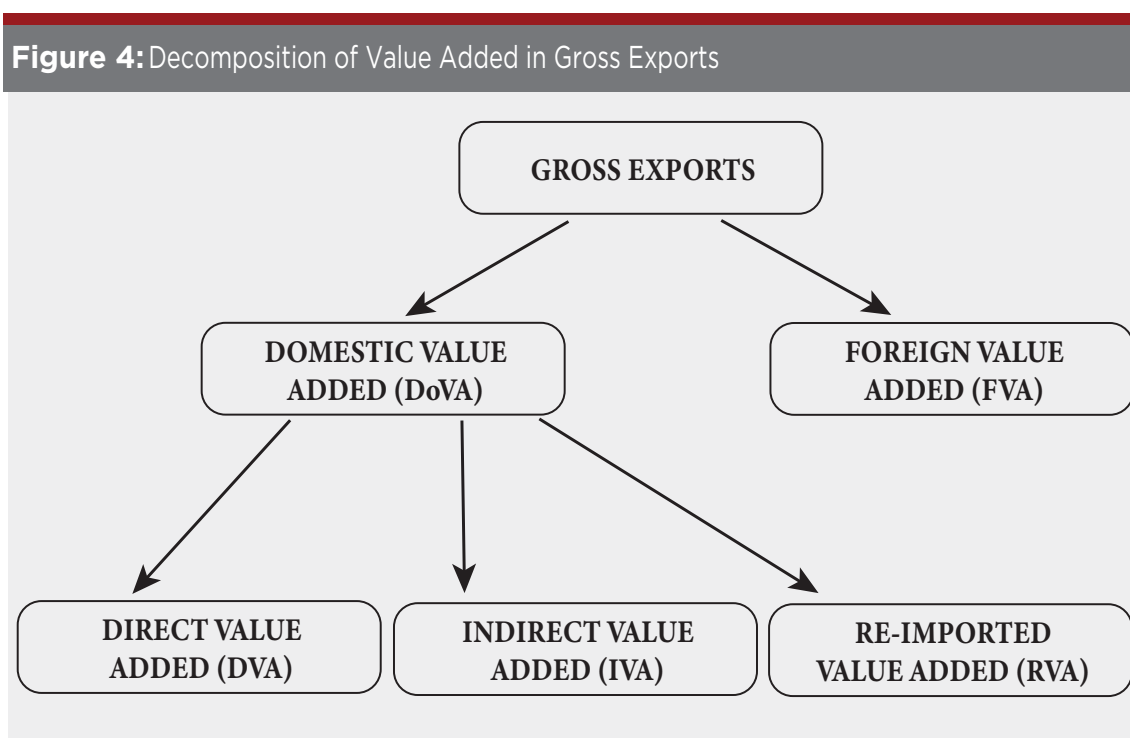 Figure 4: Decomposition of Value Added in Gross Exports
GROSS EXPORTS
DOMESTIC VALUE
ADDED (DoVA)
FOREIGN VALUE
ADDED (FVA)
DIRECT VALUE
ADDED (DVA)
INDIRECT VALUE
ADDED (IVA)
RE-IMPORTED
VALUE ADDED (RVA)